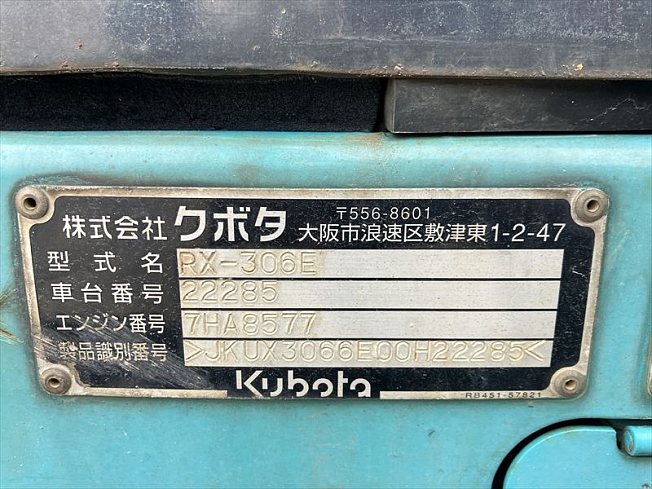 株式会社 クボタ 〒556-8601
大阪市浪速区敷津東1-2-47
型式名 RX-306E
車台番号 22285
エンジン番号 7HA8577
製品識別番号 >JKUX3066E00H22285<
Kubota
RB451-57821